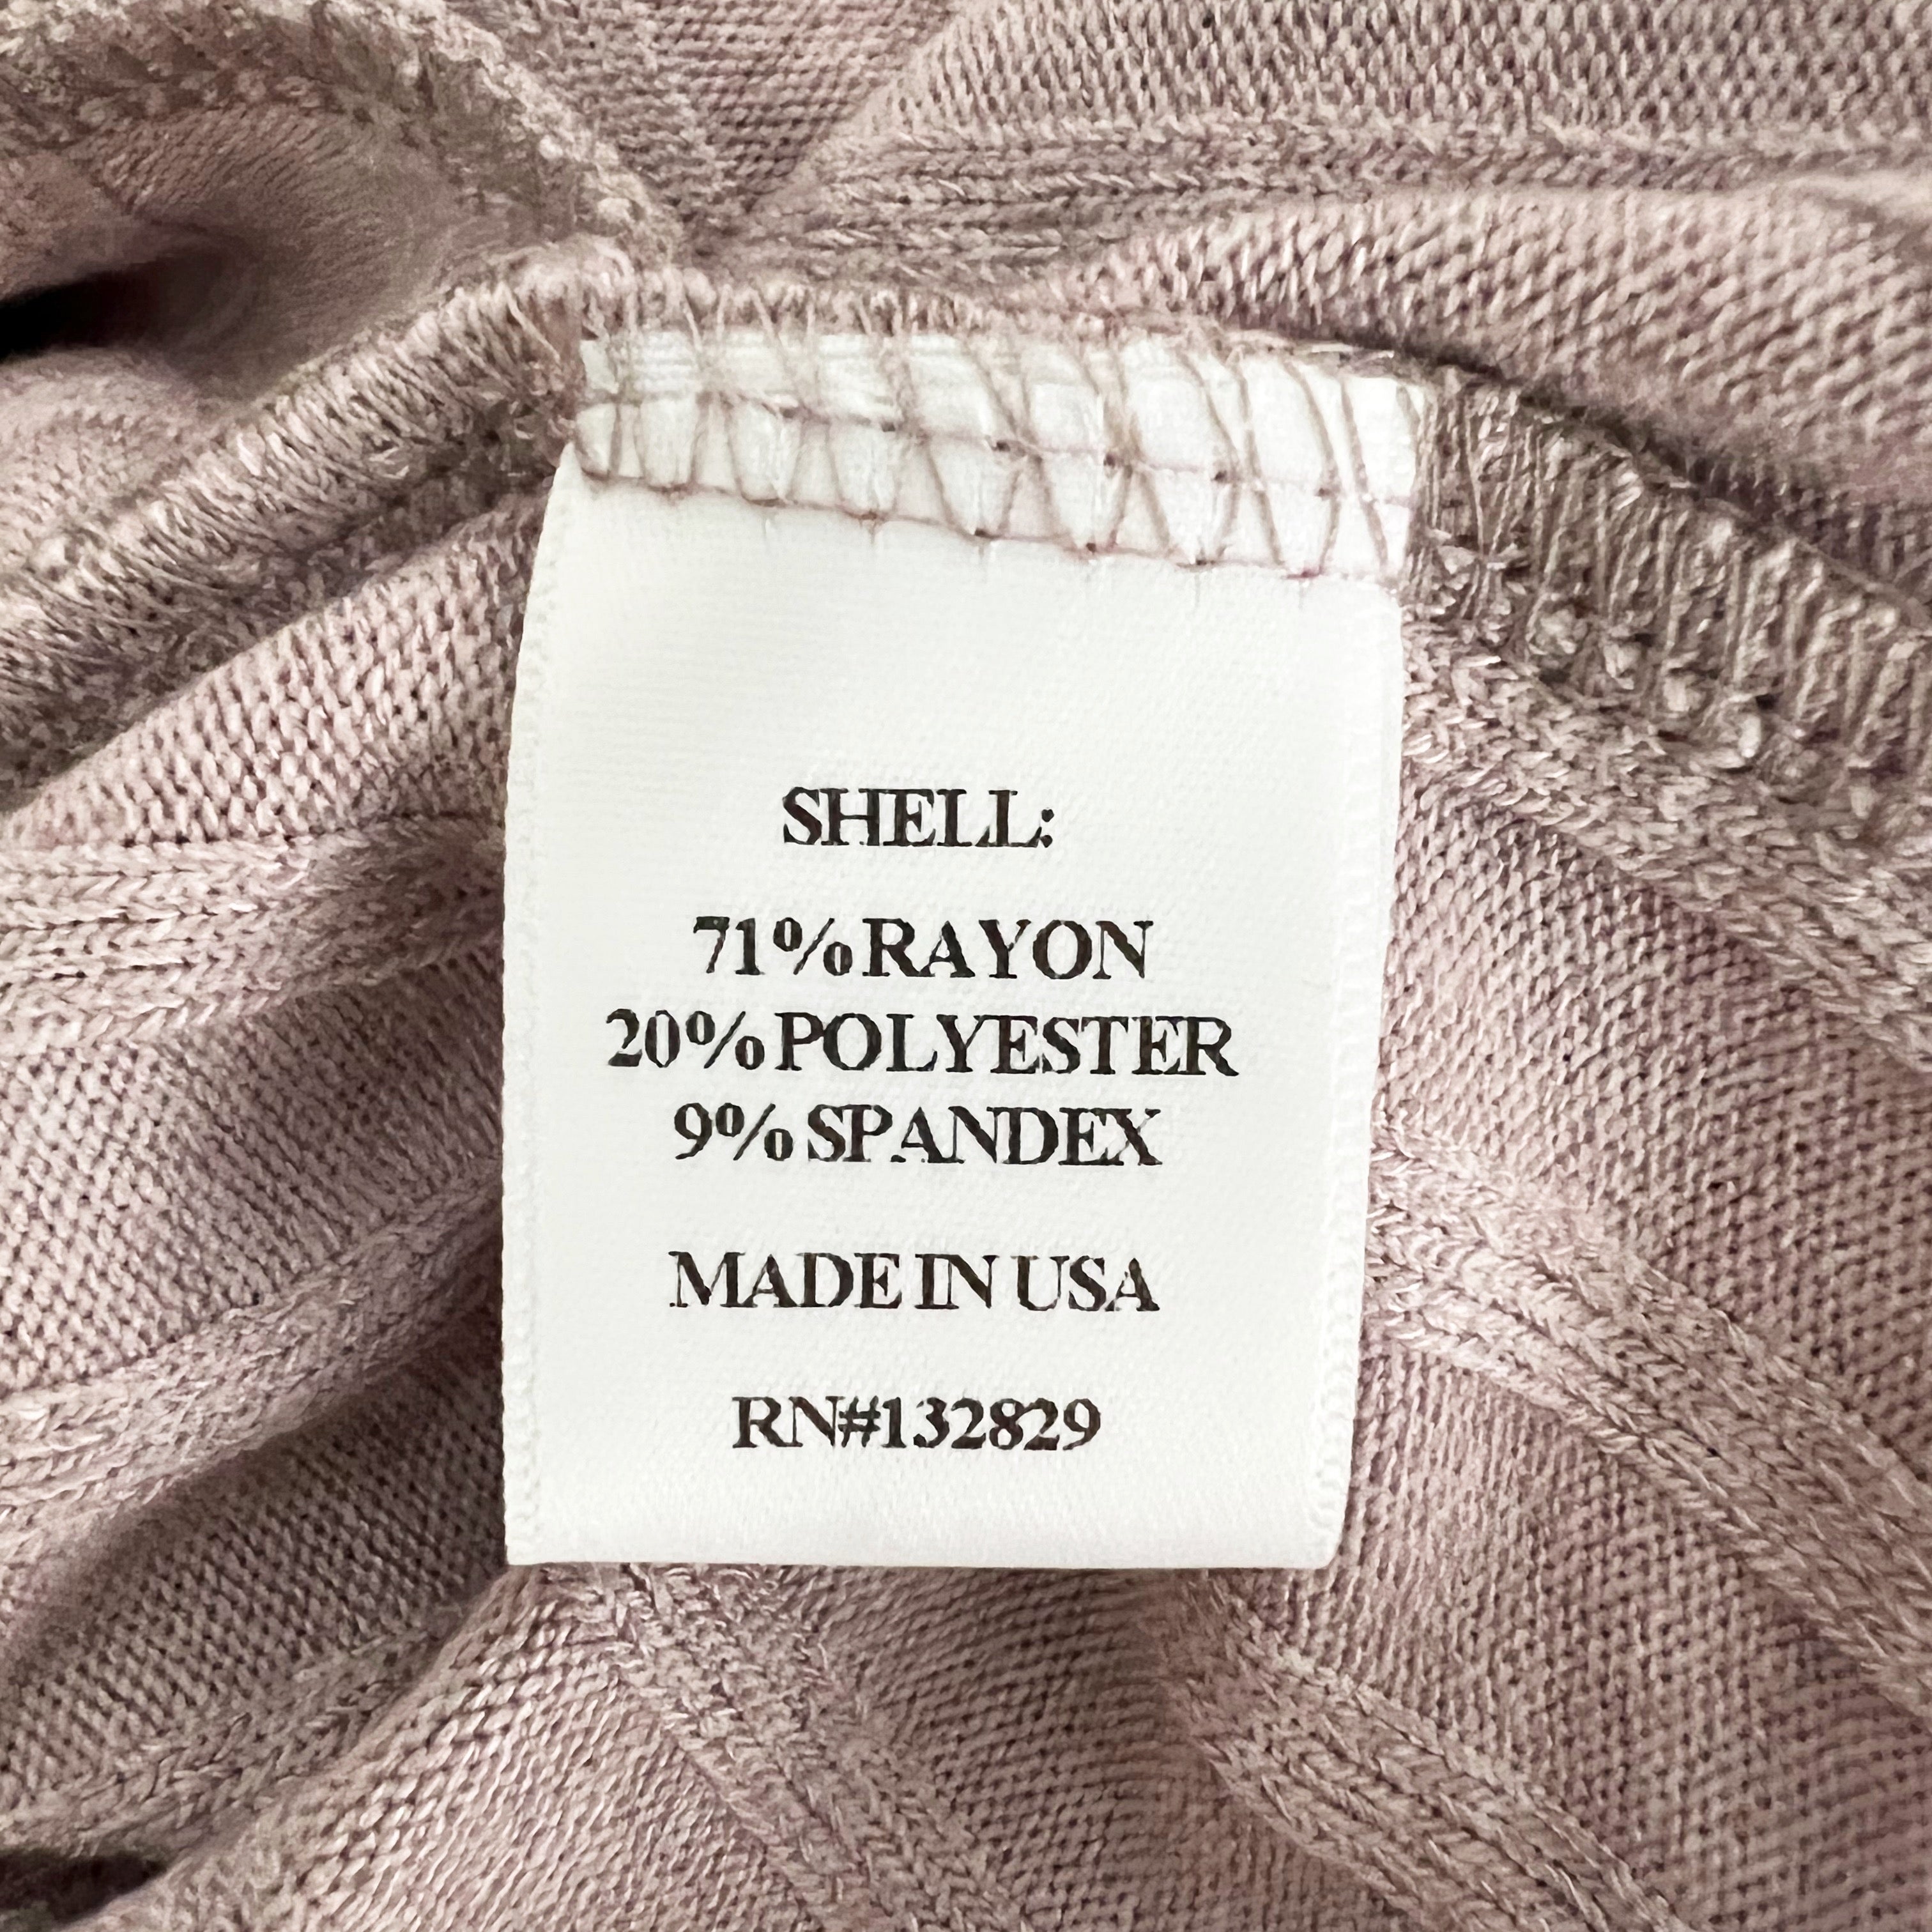 SHELL:
71% RAYON
20% POLYESTER
9% SPANDEX
MADE IN USA
RN#132829